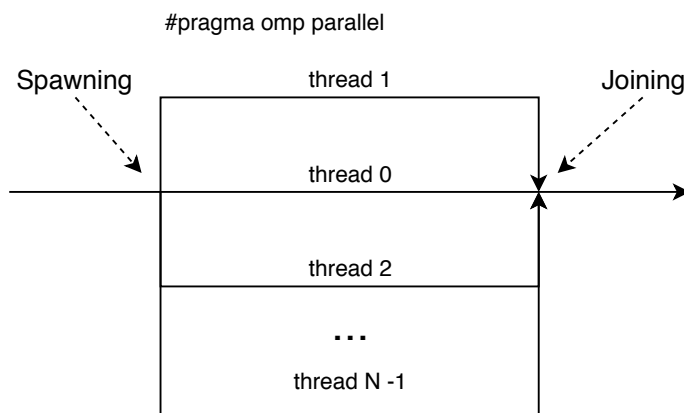 #pragma omp parallel
Spawning
thread 1
Joining
thread 0
thread 2
...
thread N -1